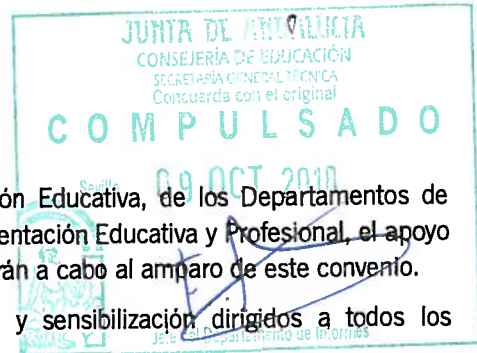 JUNTA DE ANDALUCIA
CONSEJERÍA DE EDUCACIÓN
SECRETARÍA GENERAL TÉCNICA
Concuerda con el original
COMPULSADO
Sevilla 09 OCT 2010
ón Educativa, de los Departamentos de
entación Educativa y Profesional, el apoyo
rán a cabo al amparo de este convenio.
y sensibilización dirigidos a todos los
Jefe del Departamento de Informes